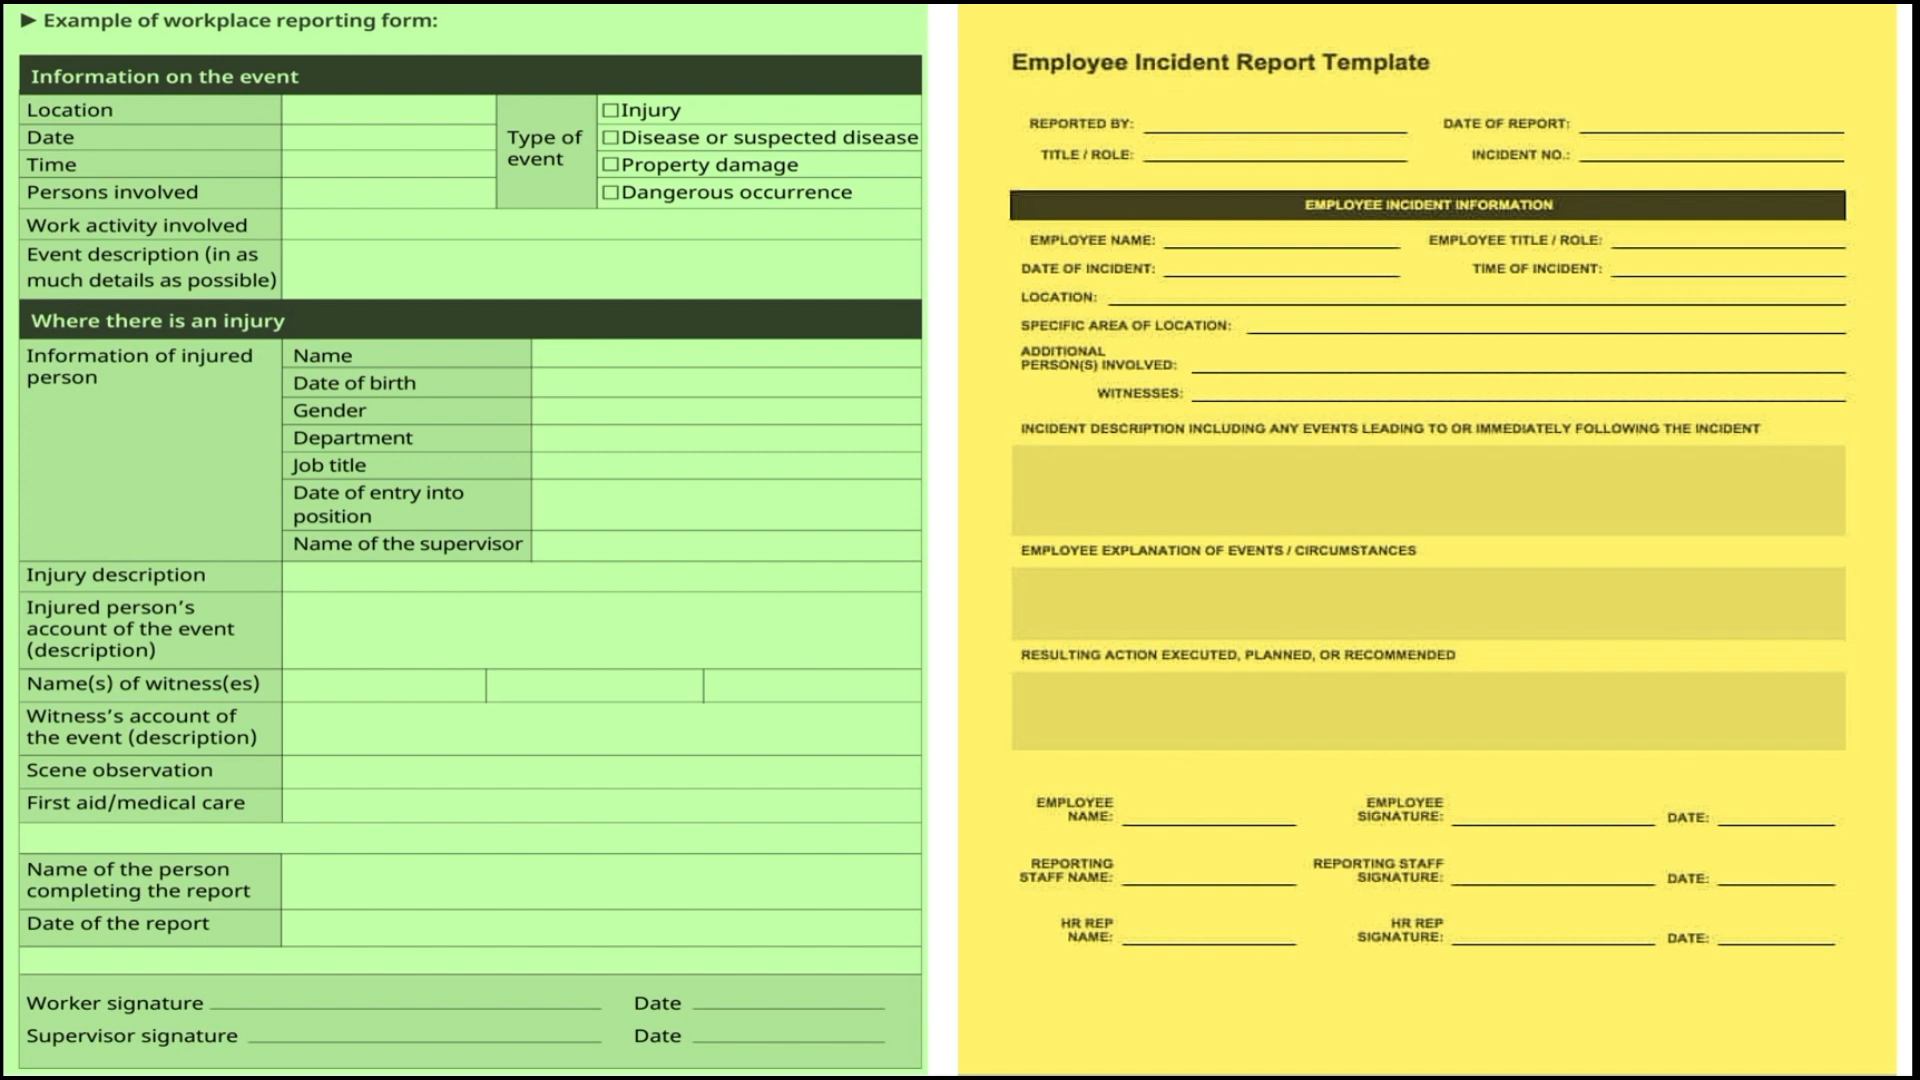 ► Example of workplace reporting form:
Information on the event
Location
Date
Time
Persons involved
Type of
event
☐Injury
☐Disease or suspected disease
☐Property damage
☐Dangerous occurrence
Work activity involved
Event description (in as
much details as possible)
Where there is an injury
Information of injured
person
Name
Date of birth
Gender
Department
Job title
Date of entry into
position
Name of the supervisor
Injury description
Injured person’s
account of the event
(description)
Name(s) of witness(es)
Witness’s account of
the event (description)
Scene observation
First aid/medical care
Name of the person
completing the report
Date of the report
Worker signature
Date
Supervisor signature
Date
Employee Incident Report Template
REPORTED BY:
DATE OF REPORT:
TITLE / ROLE:
INCIDENT NO.:
EMPLOYEE INCIDENT INFORMATION
EMPLOYEE NAME:
EMPLOYEE TITLE / ROLE:
DATE OF INCIDENT:
TIME OF INCIDENT:
LOCATION:
SPECIFIC AREA OF LOCATION:
ADDITIONAL
PERSON(S) INVOLVED:
WITNESSES:
INCIDENT DESCRIPTION INCLUDING ANY EVENTS LEADING TO OR IMMEDIATELY FOLLOWING THE INCIDENT
EMPLOYEE EXPLANATION OF EVENTS / CIRCUMSTANCES
RESULTING ACTION EXECUTED, PLANNED, OR RECOMMENDED
EMPLOYEE
NAME:
EMPLOYEE
SIGNATURE:
DATE:
REPORTING
STAFF NAME:
REPORTING STAFF
SIGNATURE:
DATE:
HR REP
NAME:
HR REP
SIGNATURE:
DATE: